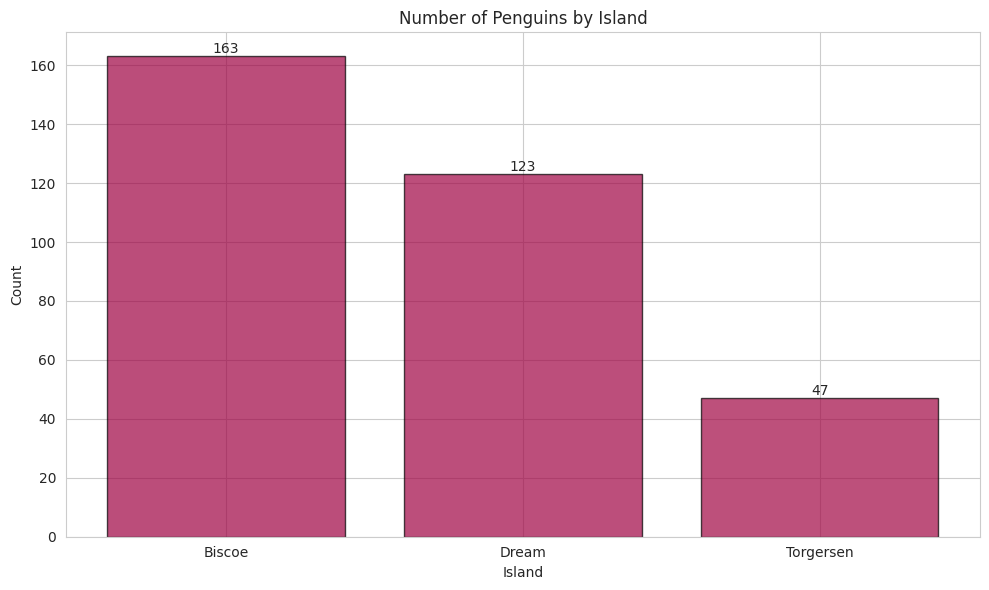 Number of Penguins by Island
163
123
47
160
140
120
100
80
60
40
20
0
Count
Biscoe
Dream
Torgersen
Island